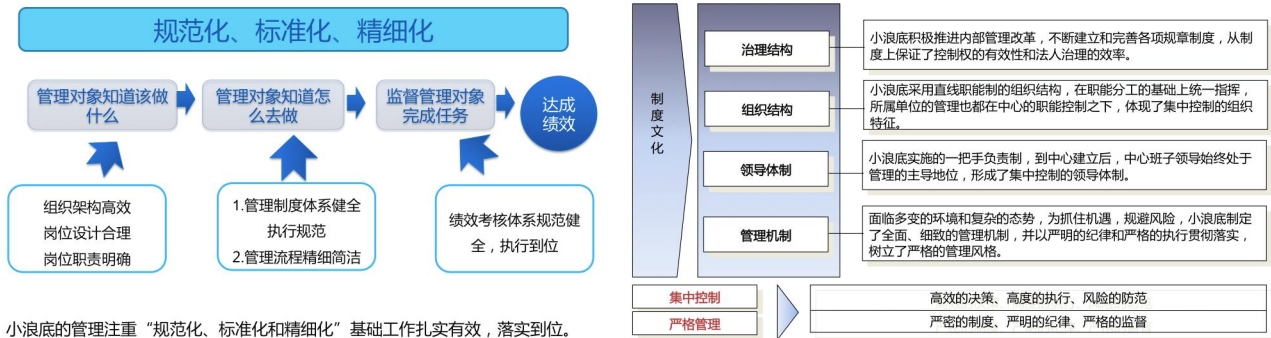 规范化、标准化、精细化
管理对象知道该做
什么
管理对象知道怎
么去做
监督管理对象
完成任务
达成
绩效
组织架构高效
岗位设计合理
岗位职责明确
1.管理制度体系健全
执行规范
2.管理流程精细简洁
绩效考核体系规范健
全，执行到位
小浪底的管理注重“规范化、标准化和精细化”基础工作扎实有效，落实到位。
制度文化
治理结构
小浪底积极推进内部管理改革，不断建立和完善各项规章制度，从制
度上保证了控制权的有效性和法人治理的效率。
组织结构
小浪底采用直线职能制的组织结构，在职能分工的基础上统一指挥，
所属单位的管理也都在中心的职能控制之下，体现了集中控制的组织
特征。
领导体制
小浪底实施的一把手负责制，到中心建立后，中心班子领导始终处于
管理的主导地位，形成了集中控制的领导体制。
管理机制
面临多变的环境和复杂的态势，为抓住机遇，规避风险，小浪底制定
了全面、细致的管理机制，并以严明的纪律和严格的执行贯彻落实，
树立了严格的管理风格。
集中控制
高效的决策、高度的执行、风险的防范
严格管理
严密的制度、严明的纪律、严格的监督